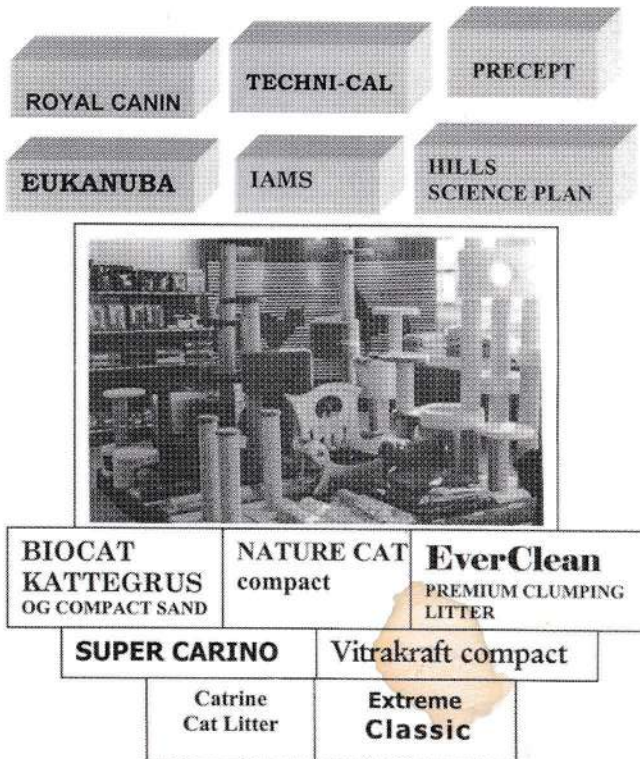 ROYAL CANIN
TECHNI-CAL
PRECEPT
EUKANUBA
IAMS
HILLS
SCIENCE PLAN
BIOCAT
KATTEGRUS
OG COMPACT SAND
NATURE CAT
compact
EverClean
PREMIUM CLUMPING
LITTER
SUPER CARINO
Vitrakraft compact
Catrine
Cat Litter
Extreme
Classic